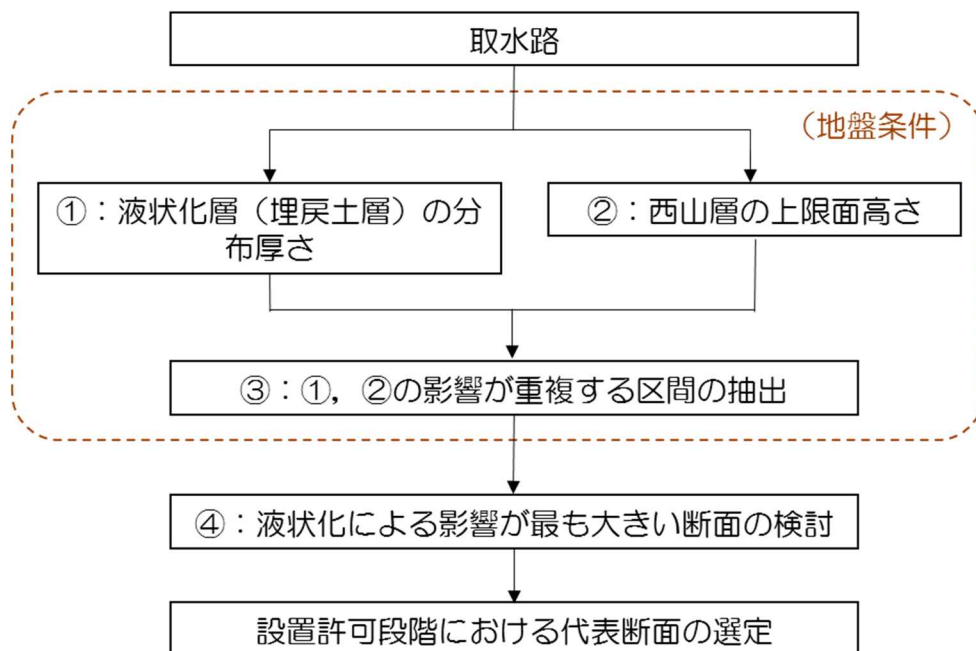 取水路
（地盤条件）
①：液状化層（埋戻土層）の分
布厚さ
②：西山層の上限面高さ
③：①，②の影響が重複する区間の抽出
④：液状化による影響が最も大きい断面の検討
設置許可段階における代表断面の選定